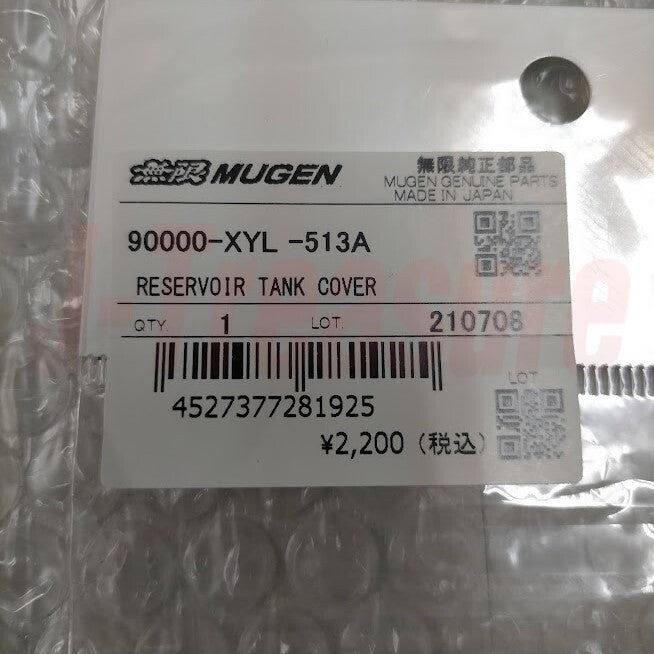 無限 MUGEN
無限純正部品
MUGEN GENUINE PARTS
MADE IN JAPAN
90000-XYL -513A
RESERVOIR TANK COVER
QTY. 1 LOT. 210708
4527377281925
LOT
¥2,200 (税込)